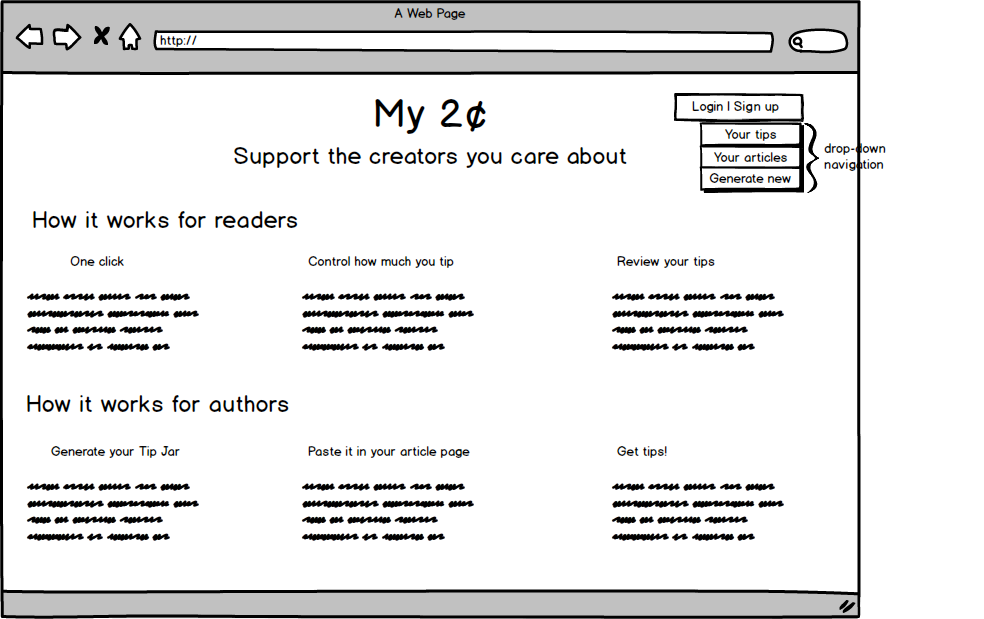 A Web Page
http://
My 2¢
Login | Sign up
Your tips
Support the creators you care about
Your articles
Generate new
drop-down
navigation
How it works for readers
One click
Control how much you tip
Review your tips
How it works for authors
Generate your Tip Jar
Paste it in your article page
Get tips!